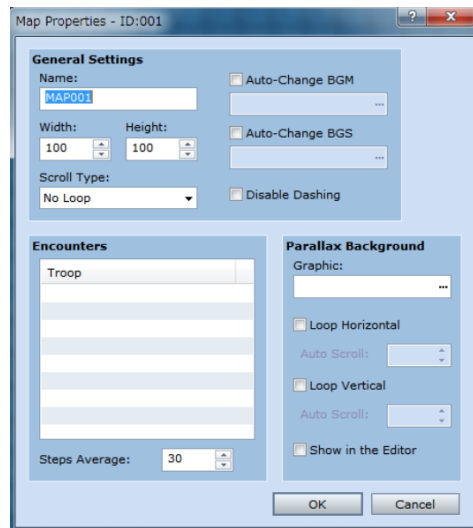 Map Properties - ID:001
General Settings
Name:
MAP001
Auto-Change BGM
...
Width:
Height:
Auto-Change BGS
100
100
...
Scroll Type:
No Loop
Disable Dashing
Encounters
Troop
Steps Average:
30
Parallax Background
Graphic:
...
Loop Horizontal
Auto Scroll:
Loop Vertical
Auto Scroll:
Show in the Editor
OK
Cancel